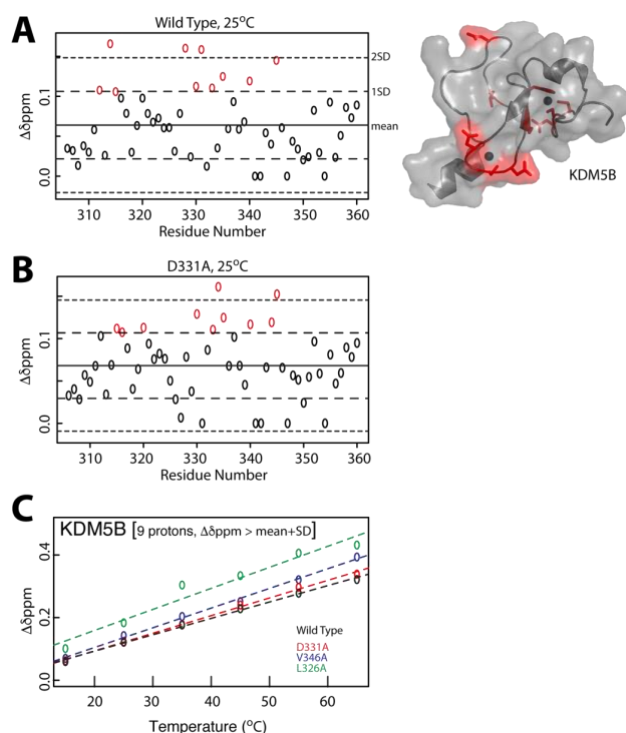 A
Wild Type, 25°C
Δδppm
0.1
0.0
2SD
1SD
mean
310 320 330 340 350 360
Residue Number
KDM5B
B
D331A, 25°C
Δδppm
0.1
0.0
310 320 330 340 350 360
Residue Number
C
KDM5B [9 protons, Δδppm > mean+SD]
Δδppm
0.4
0.2
0.0
Wild Type
D331A
V346A
L326A
20 30 40 50 60
Temperature (°C)